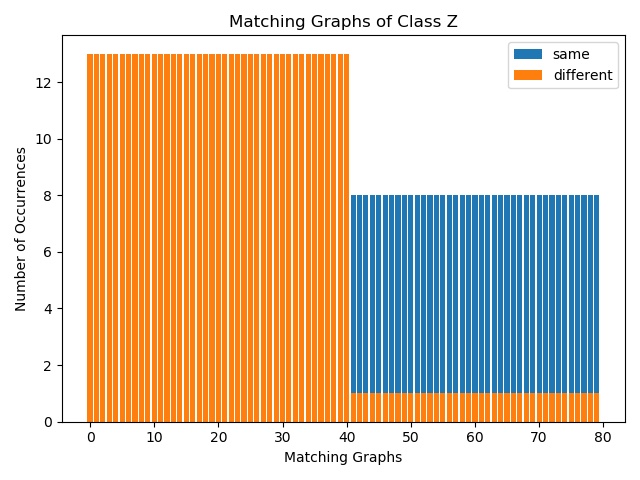 Matching Graphs of Class Z
same
different
Number of Occurrences
12
10
8
6
4
2
0
0 10 20 30 40 50 60 70 80
Matching Graphs